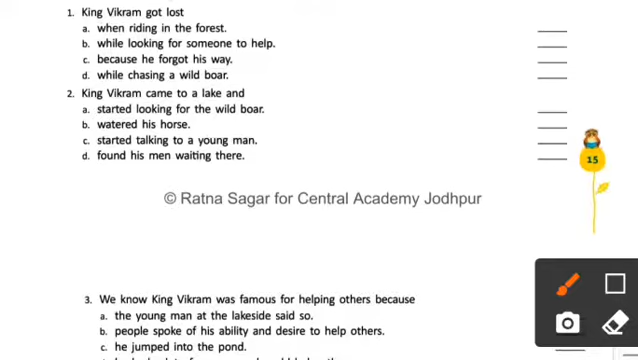 1. King Vikram got lost
a. when riding in the forest.
b. while looking for someone to help.
c. because he forgot his way.
d. while chasing a wild boar.
2. King Vikram came to a lake and
a. started looking for the wild boar.
b. watered his horse.
c. started talking to a young man.
d. found his men waiting there.
15
© Ratna Sagar for Central Academy Jodhpur
3. We know King Vikram was famous for helping others because
a. the young man at the lakeside said so.
b. people spoke of his ability and desire to help others.
c. he jumped into the pond.